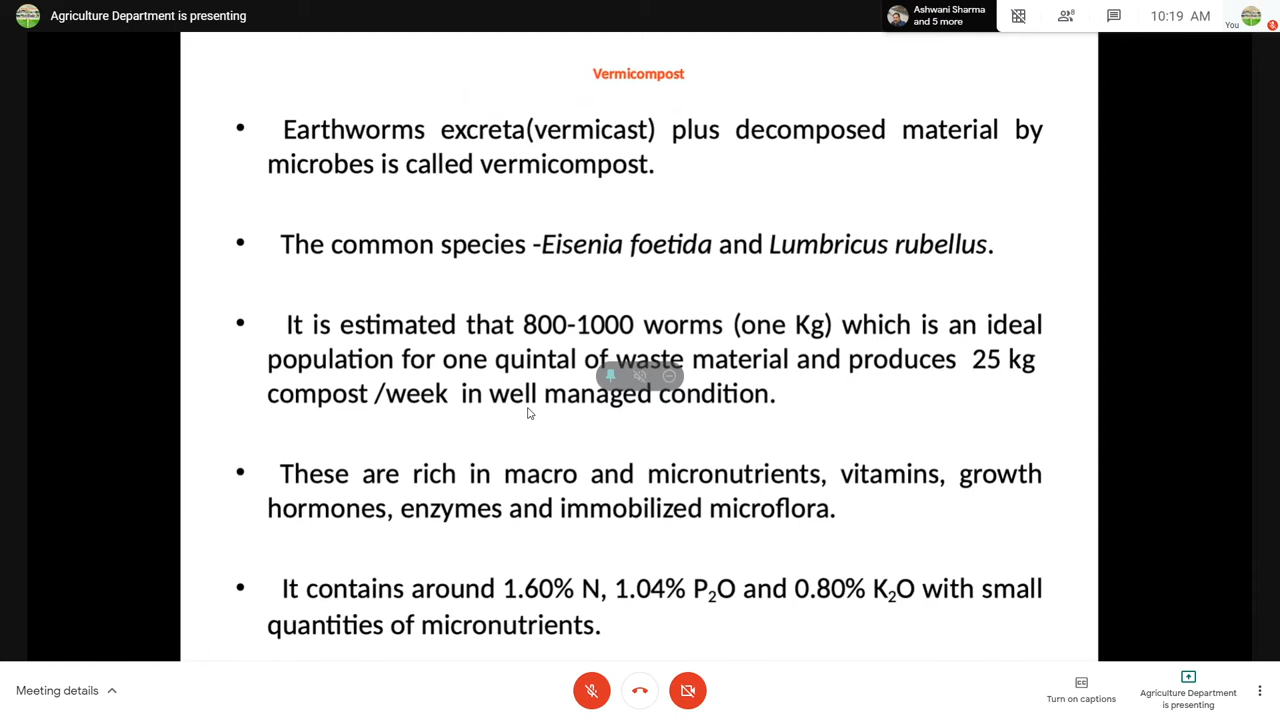 Agriculture Department is presenting
Ashwani Sharma
and 5 more
8
10:19 AM
You
Vermicompost
• Earthworms excreta(vermicast) plus decomposed material by
microbes is called vermicompost.
• The common species -Eisenia foetida and Lumbricus rubellus.
• It is estimated that 800-1000 worms (one Kg) which is an ideal
population for one quintal of waste material and produces 25 kg
compost /week in well managed condition.
• These are rich in macro and micronutrients, vitamins, growth
hormones, enzymes and immobilized microflora.
• It contains around 1.60% N, 1.04% P₂O and 0.80% K₂O with small
quantities of micronutrients.
Meeting details
Turn on captions
Agriculture Department
is presenting